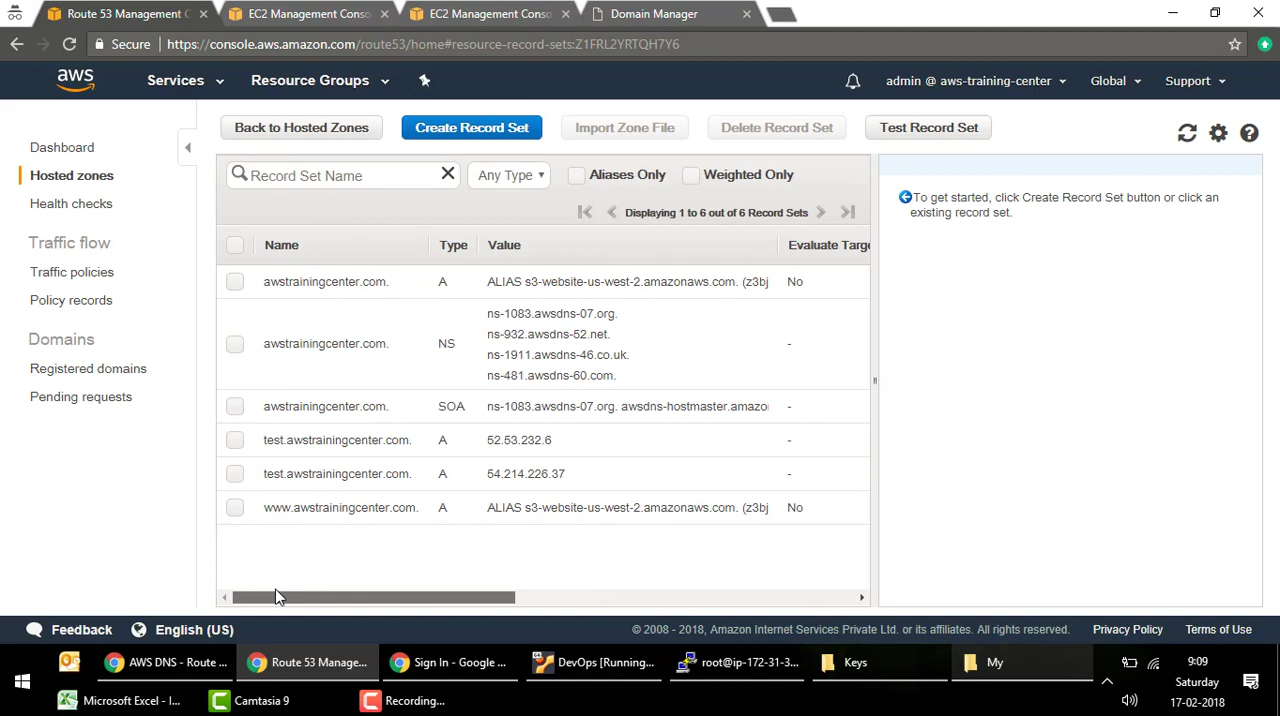 Route 53 Management C
EC2 Management Conso
EC2 Management Conso
Domain Manager
Secure
https://console.aws.amazon.com/route53/home#resource-record-sets:Z1FRL2YRTQH7Y6
aws
Services
Resource Groups
admin @ aws-training-center
Global
Support
Dashboard
Hosted zones
Health checks
Traffic flow
Traffic policies
Policy records
Domains
Registered domains
Pending requests
Back to Hosted Zones
Create Record Set
Import Zone File
Delete Record Set
Test Record Set
Record Set Name
Any Type
Aliases Only
Weighted Only
Displaying 1 to 6 out of 6 Record Sets
Name Type Value Evaluate Targe
awstrainingcenter.com. A ALIAS s3-website-us-west-2.amazonaws.com. (z3bj No
awstrainingcenter.com. NS ns-1083.awsdns-07.org. -
ns-932.awsdns-52.net.
ns-1911.awsdns-46.co.uk.
ns-481.awsdns-60.com.
awstrainingcenter.com. SOA ns-1083.awsdns-07.org. awsdns-hostmaster.amazo -
test.awstrainingcenter.com. A 52.53.232.6 -
test.awstrainingcenter.com. A 54.214.226.37 -
www.awstrainingcenter.com. A ALIAS s3-website-us-west-2.amazonaws.com. (z3bj No
To get started, click Create Record Set button or click an
existing record set.
Feedback
English (US)
© 2008 - 2018, Amazon Internet Services Private Ltd. or its affiliates. All rights reserved.
Privacy Policy
Terms of Use
AWS DNS - Route ...
Route 53 Manage...
Sign In - Google ...
DevOps [Running...
root@ip-172-31-3...
Keys
My
9:09
Saturday
17-02-2018
Microsoft Excel - I...
Camtasia 9
Recording...